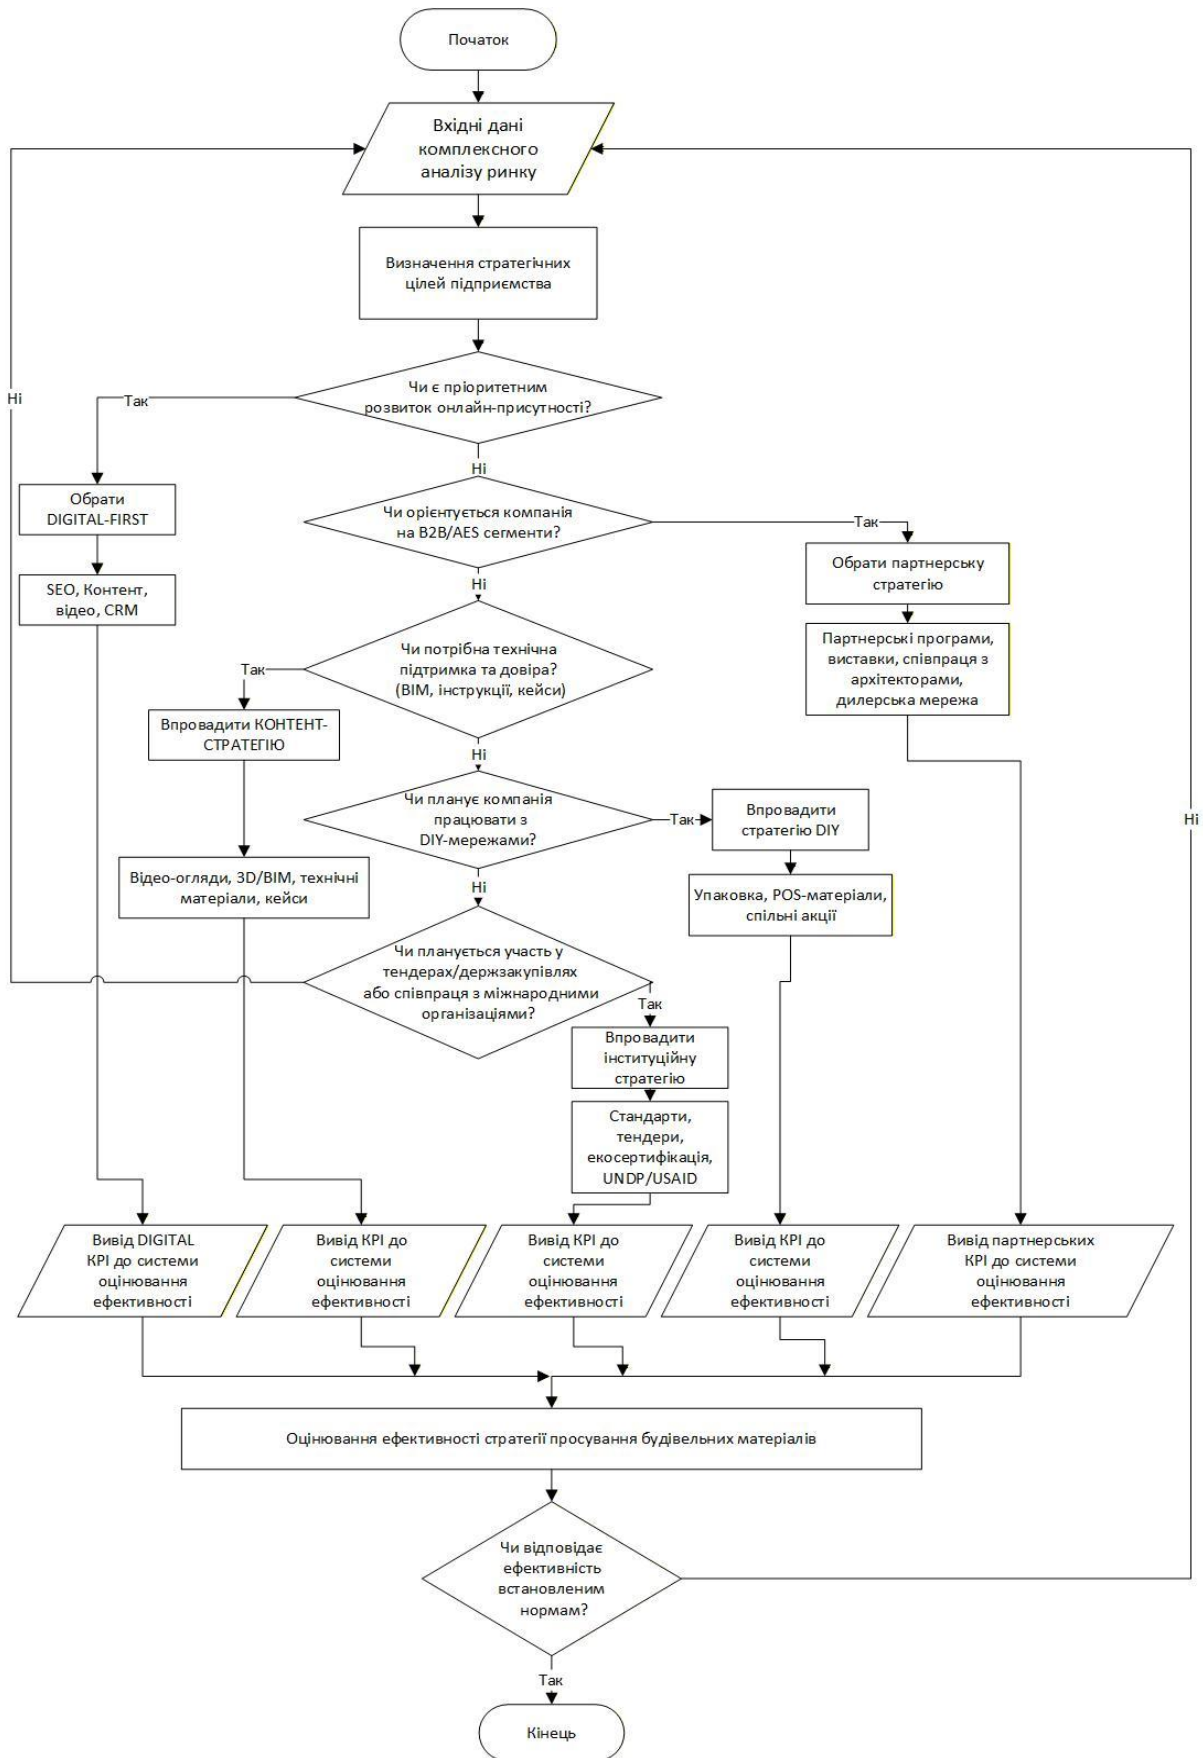 Початок
Вхідні дані
комплексного
аналізу ринку
Визначення стратегічних
цілей підприємства
Чи є пріоритетним
розвиток онлайн-присутності?
Ні
Так
Ні
Обрати
DIGITAL-FIRST
Чи орієнтується компанія
на B2B/AES сегменти?
Так
Обрати партнерську
стратегію
SEO, Контент,
відео, CRM
Ні
Партнерські програми,
виставки, співпраця з
архітекторами,
дилерська мережа
Чи потрібна технічна
підтримка та довіра?
(BIM, інструкції, кейси)
Так
Впровадити КОНТЕНТ-
СТРАТЕГІЮ
Ні
Чи планує компанія
працювати з
DIY-мережами?
Так
Впровадити
стратегію DIY
Ні
Відео-огляди, 3D/BIM, технічні
матеріали, кейси
Ні
Упаковка, POS-матеріали,
спільні акції
Чи планується участь у
тендерах/держзакупівлях
або співпраця з міжнародними
організаціями?
Так
Впровадити
інституційну
стратегію
Стандарти,
тендери,
екосертифікація,
UNDP/USAID
Вивід DIGITAL
KPI до системи
оцінювання
ефективності
Вивід KPI до
системи
оцінювання
ефективності
Вивід KPI до
системи
оцінювання
ефективності
Вивід KPI до
системи
оцінювання
ефективності
Вивід партнерських
KPI до системи
оцінювання
ефективності
Оцінювання ефективності стратегії просування будівельних матеріалів
Чи відповідає
ефективність
встановленим
нормам?
Так
Кінець